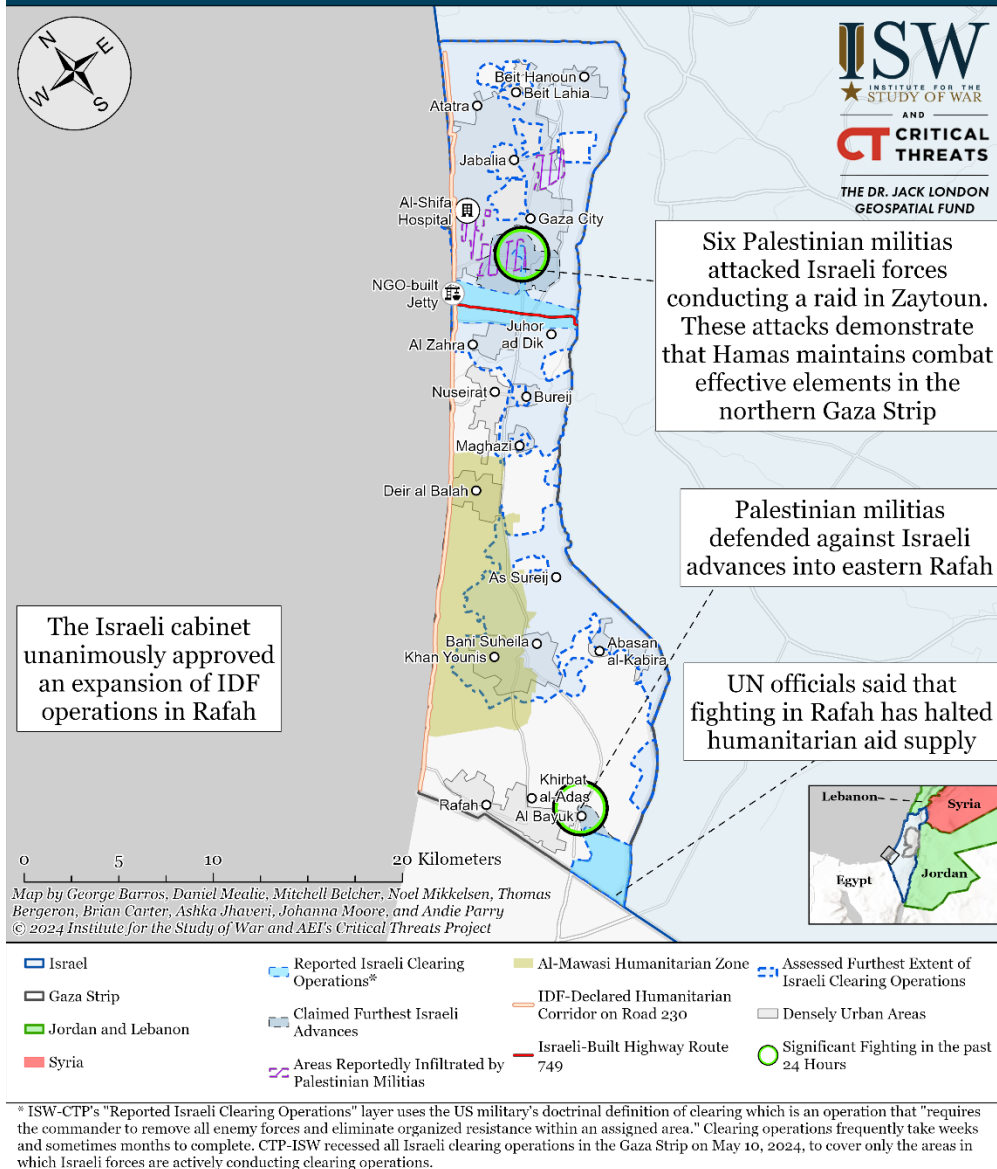 N
E
W
S
ISW
INSTITUTE FOR THE
STUDY OF WAR
AND
CT CRITICAL
THREATS
THE DR. JACK LONDON
GEOSPATIAL FUND
Beit Hanoun
Beit Lahia
Atatra
Jabalia
Al-Shifa
Hospital
Gaza City
NGO-built
Jetty
Juhor
ad Dik
Al Zahra
Nuseirat
Bureij
Maghazi
Deir al Balah
As Sureij
Bani Suheila
Khan Younis
Abasan
al-Kabira
Khirbat
al-Adas
Rafah
Al Bayuk
Six Palestinian militias
attacked Israeli forces
conducting a raid in Zaytoun.
These attacks demonstrate
that Hamas maintains combat
effective elements in the
northern Gaza Strip
Palestinian militias
defended against Israeli
advances into eastern Rafah
The Israeli cabinet
unanimously approved
an expansion of IDF
operations in Rafah
UN officials said that
fighting in Rafah has halted
humanitarian aid supply
Lebanon
Syria
Egypt
Jordan
0 5 10 20 Kilometers
Map by George Barros, Daniel Mealie, Mitchell Belcher, Noel Mikkelsen, Thomas
Bergeron, Brian Carter, Ashka Jhaveri, Johanna Moore, and Andie Parry
© 2024 Institute for the Study of War and AEI's Critical Threats Project
Israel
Gaza Strip
Jordan and Lebanon
Syria
Reported Israeli Clearing
Operations*
Claimed Furthest Israeli
Advances
Areas Reportedly Infiltrated by
Palestinian Militias
Al-Mawasi Humanitarian Zone
IDF-Declared Humanitarian
Corridor on Road 230
Israeli-Built Highway Route
749
Assessed Furthest Extent of
Israeli Clearing Operations
Densely Urban Areas
Significant Fighting in the past
24 Hours
* ISW-CTP's "Reported Israeli Clearing Operations" layer uses the US military's doctrinal definition of clearing which is an operation that "requires
the commander to remove all enemy forces and eliminate organized resistance within an assigned area." Clearing operations frequently take weeks
and sometimes months to complete. CTP-ISW recessed all Israeli clearing operations in the Gaza Strip on May 10, 2024, to cover only the areas in
which Israeli forces are actively conducting clearing operations.